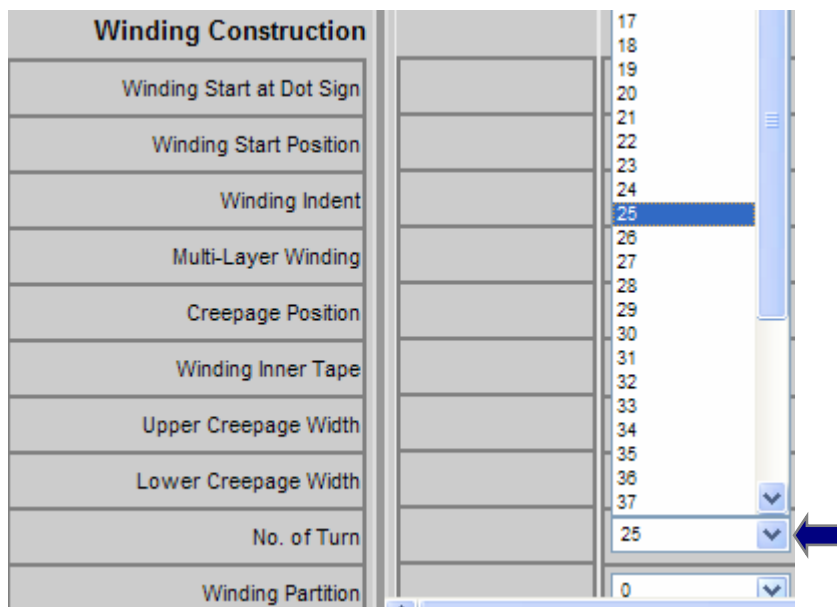 Winding Construction
Winding Start at Dot Sign
Winding Start Position
Winding Indent
Multi-Layer Winding
Creepage Position
Winding Inner Tape
Upper Creepage Width
Lower Creepage Width
No. of Turn
Winding Partition
17
18
19
20
21
22
23
24
25
26
27
28
29
30
31
32
33
34
35
36
37
25
0